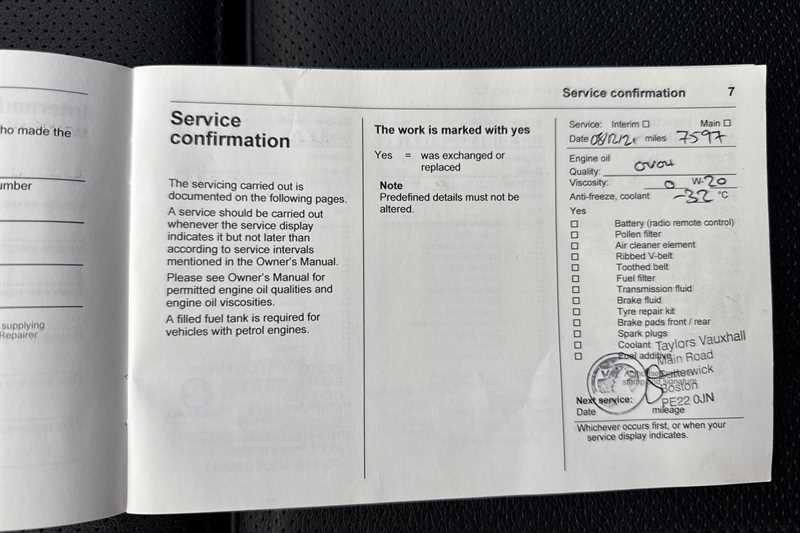 ho made the
umber
supplying
Repairer
Service confirmation 7
Service
confirmation
The servicing carried out is
documented on the following pages.
A service should be carried out
whenever the service display
indicates it but not later than
according to service intervals
mentioned in the Owner's Manual.
Please see Owner's Manual for
permitted engine oil qualities and
engine oil viscosities.
A filled fuel tank is required for
vehicles with petrol engines.
The work is marked with yes
Yes = was exchanged or
replaced
Note
Predefined details must not be
altered.
Service: Interim ☐ Main ☐
Date miles 7597
Engine oil
Quality:
Viscosity: 0 W-20
Anti-freeze, coolant -32 °C
Yes
☐ Battery (radio remote control)
☐ Pollen filter
☐ Air cleaner element
☐ Ribbed V-belt
☐ Toothed belt
☐ Fuel filter
☐ Transmission fluid
☐ Brake fluid
☐ Tyre repair kit
☐ Brake pads front / rear
☐ Spark plugs
☐ Coolant
☐ Fuel additive
Taylors Vauxhall
Main Road
Butterwick
Boston
PE22 0JN
Next service:
Date mileage
Whichever occurs first, or when your
service display indicates.